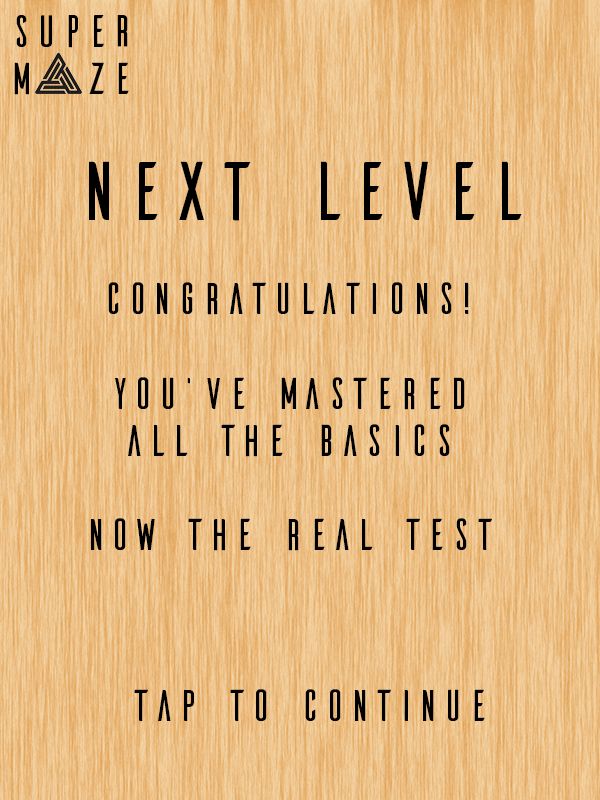 SUPER
MAZE
NEXT LEVEL
CONGRATULATIONS!
YOU'VE MASTERED
ALL THE BASICS
NOW THE REAL TEST
TAP TO CONTINUE